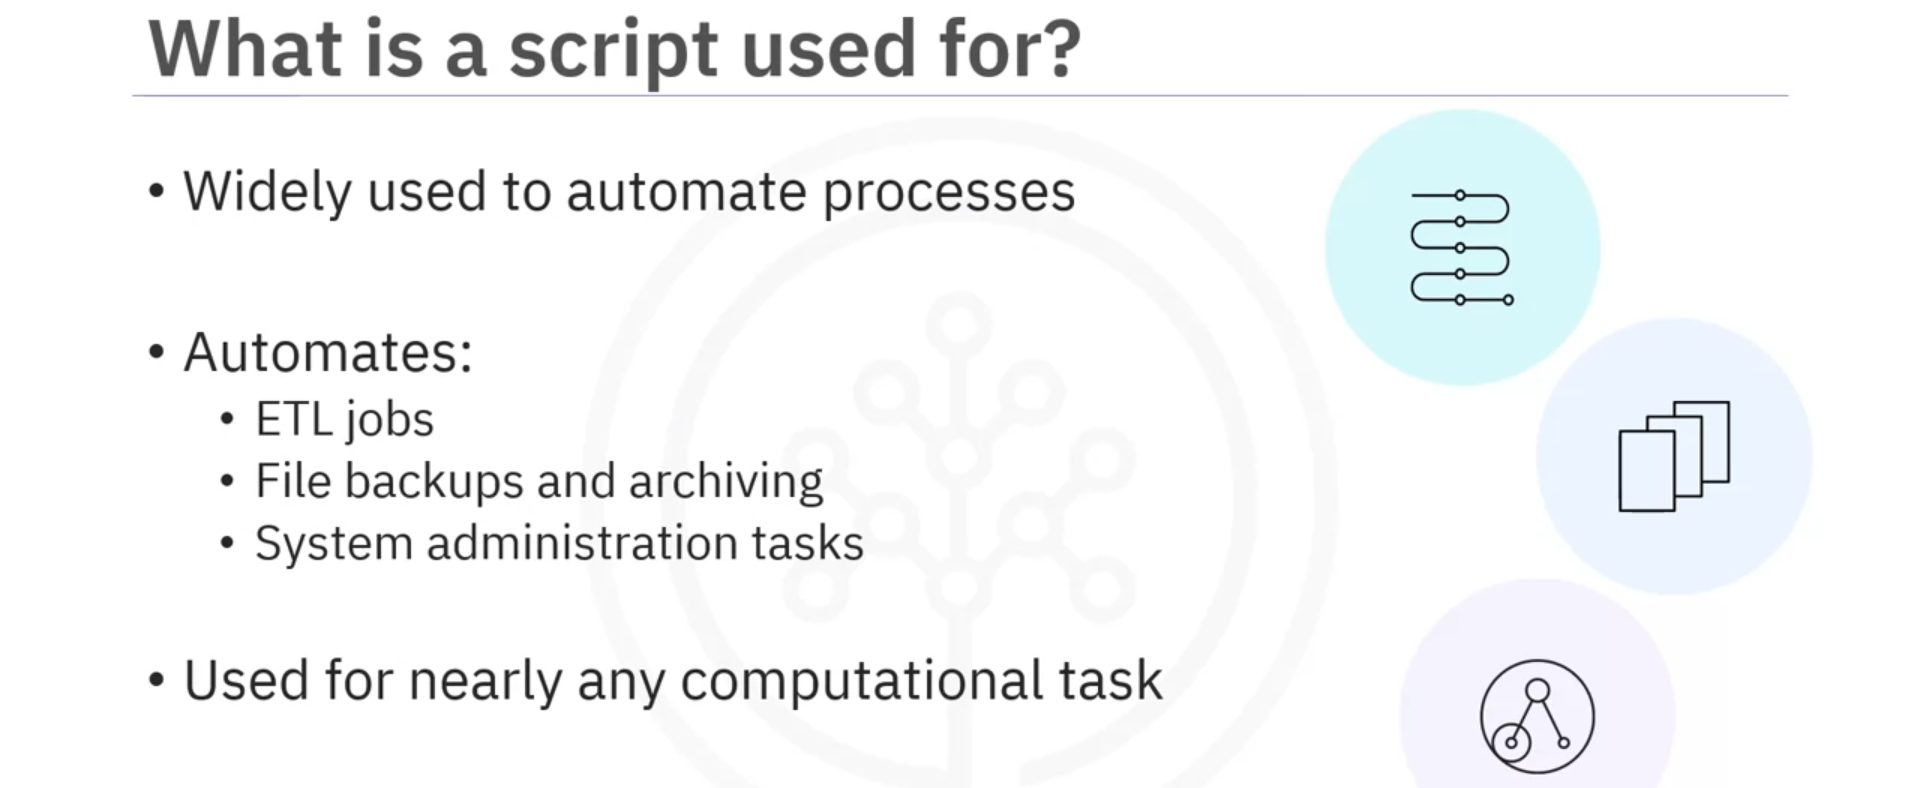 What is a script used for?
• Widely used to automate processes
• Automates:
• ETL jobs
• File backups and archiving
• System administration tasks
• Used for nearly any computational task